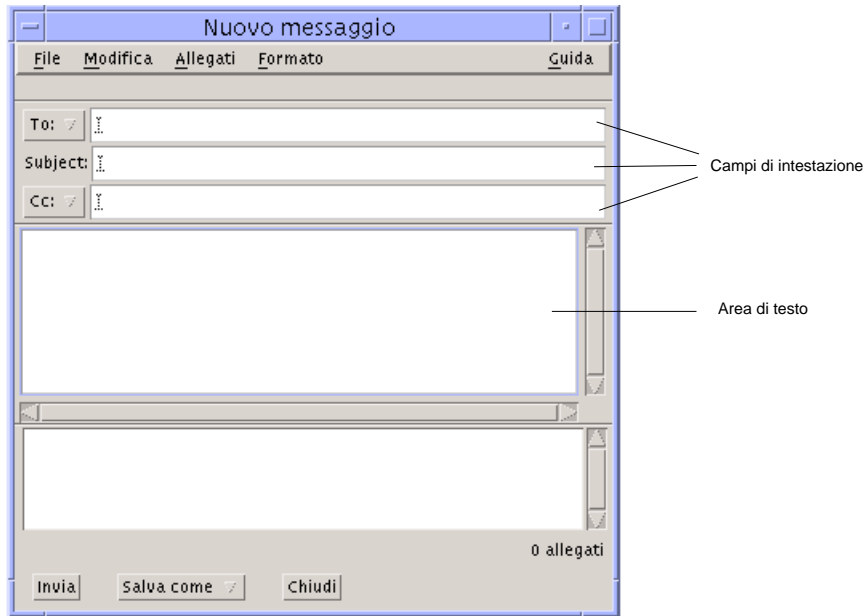 Nuovo messaggio
File Modifica Allegati Formato Guida
To:
Subject:
Cc:
Campi di intestazione
Area di testo
0 allegati
Invia Salva come Chiudi